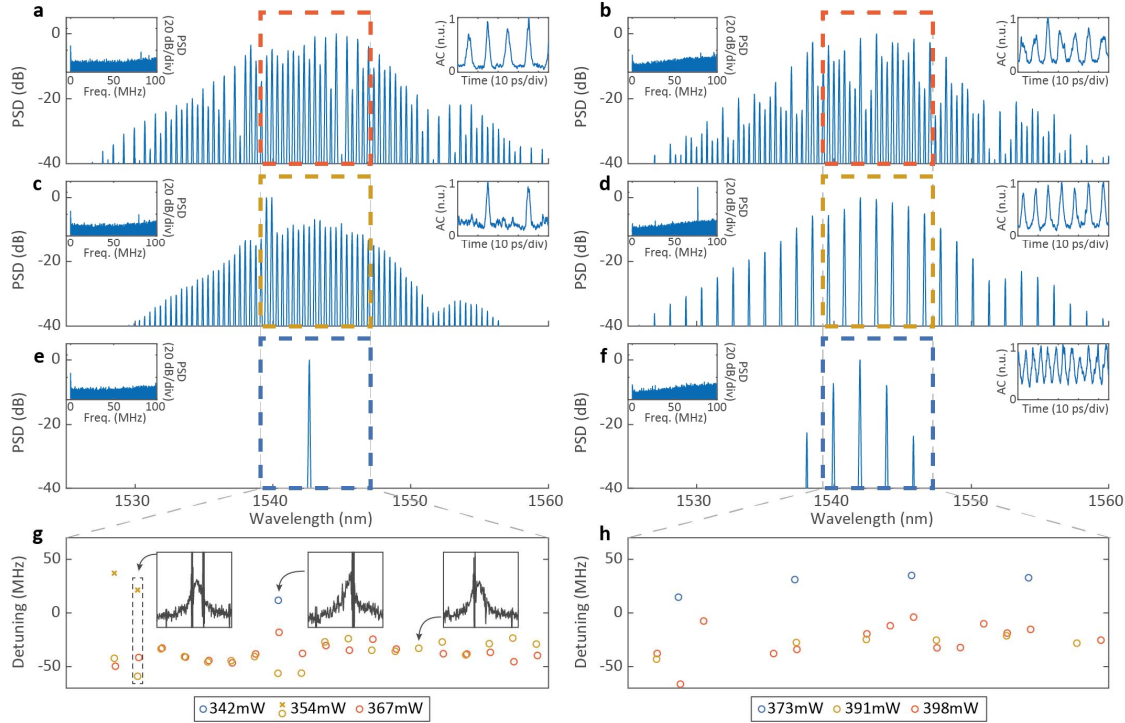 a
PSD (dB)
0
-20
-40
PSD
(20 dB/div)
0
100
Freq. (MHz)
AC (n.u.)
1
0
Time (10 ps/div)
b
PSD (dB)
0
-20
-40
PSD
(20 dB/div)
0
100
Freq. (MHz)
AC (n.u.)
1
0
Time (10 ps/div)
c
PSD (dB)
0
-20
-40
PSD
(20 dB/div)
0
100
Freq. (MHz)
AC (n.u.)
1
0
Time (10 ps/div)
d
PSD (dB)
0
-20
-40
PSD
(20 dB/div)
0
100
Freq. (MHz)
AC (n.u.)
1
0
Time (10 ps/div)
e
PSD (dB)
0
-20
-40
PSD
(20 dB/div)
0
100
Freq. (MHz)
1530 1540 1550 1560
Wavelength (nm)
f
PSD (dB)
0
-20
-40
PSD
(20 dB/div)
0
100
Freq. (MHz)
AC (n.u.)
1
0
Time (10 ps/div)
1530 1540 1550 1560
Wavelength (nm)
g
Detuning (MHz)
50
0
-50
342mW 354mW 367mW
h
Detuning (MHz)
50
0
-50
373mW 391mW 398mW